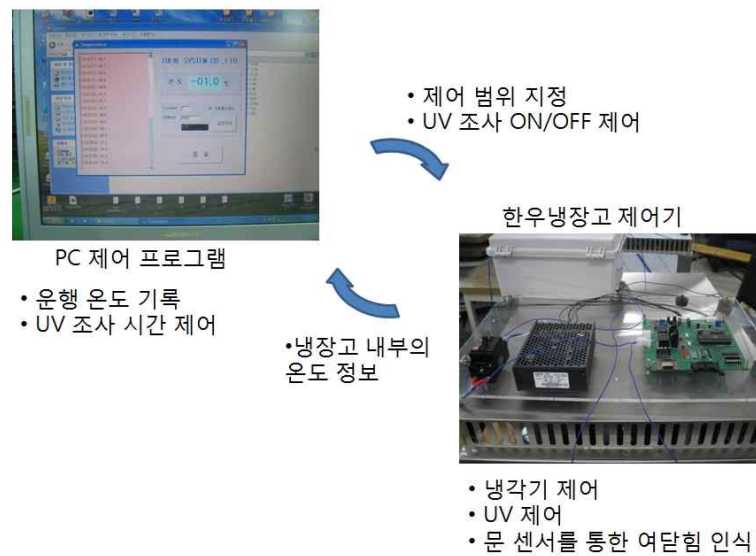 -01.0 ℃
• 제어 범위 지정
• UV 조사 ON/OFF 제어
한우냉장고 제어기
PC 제어 프로그램
• 운행 온도 기록
• UV 조사 시간 제어
•냉장고 내부의
온도 정보
• 냉각기 제어
• UV 제어
• 문 센서를 통한 여닫힘 인식